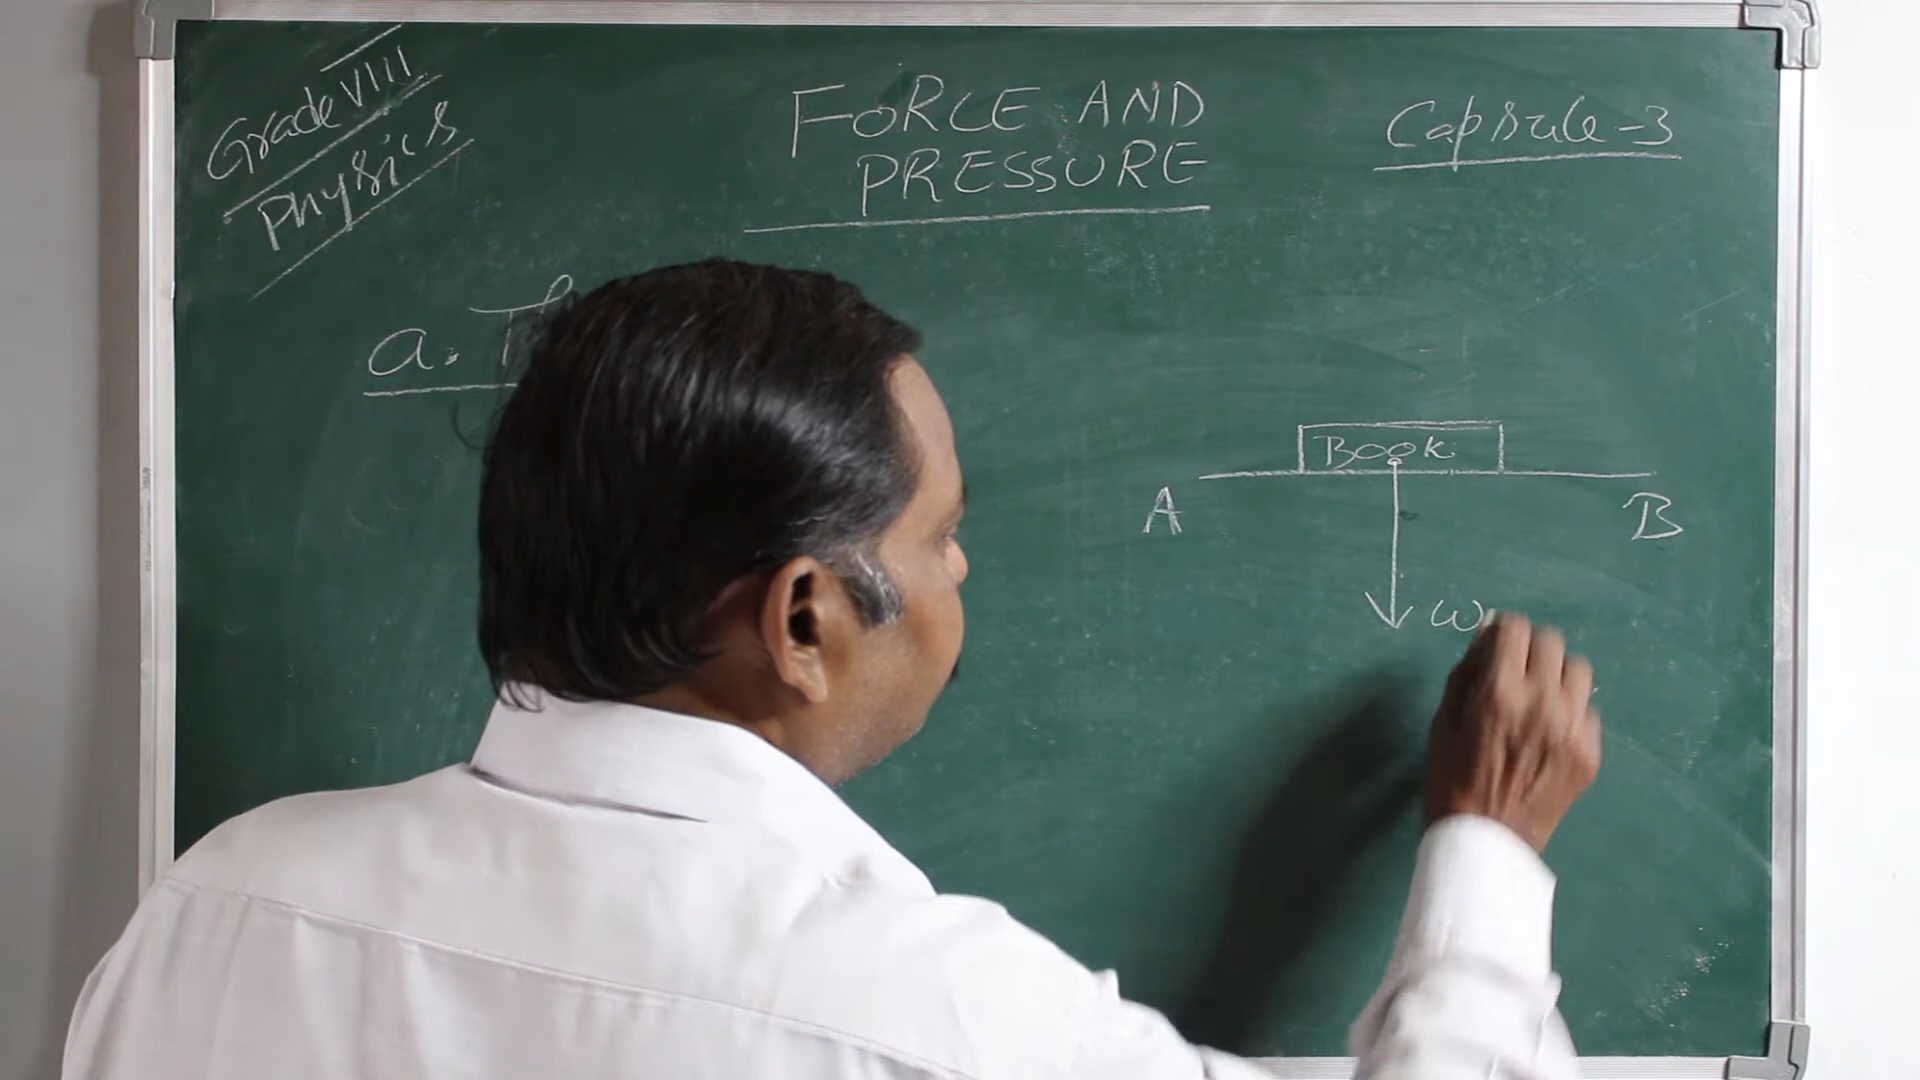 Grade VIII
Physics
FORCE AND
PRESSURE
Capsule-3
a.
Book
A
B
W